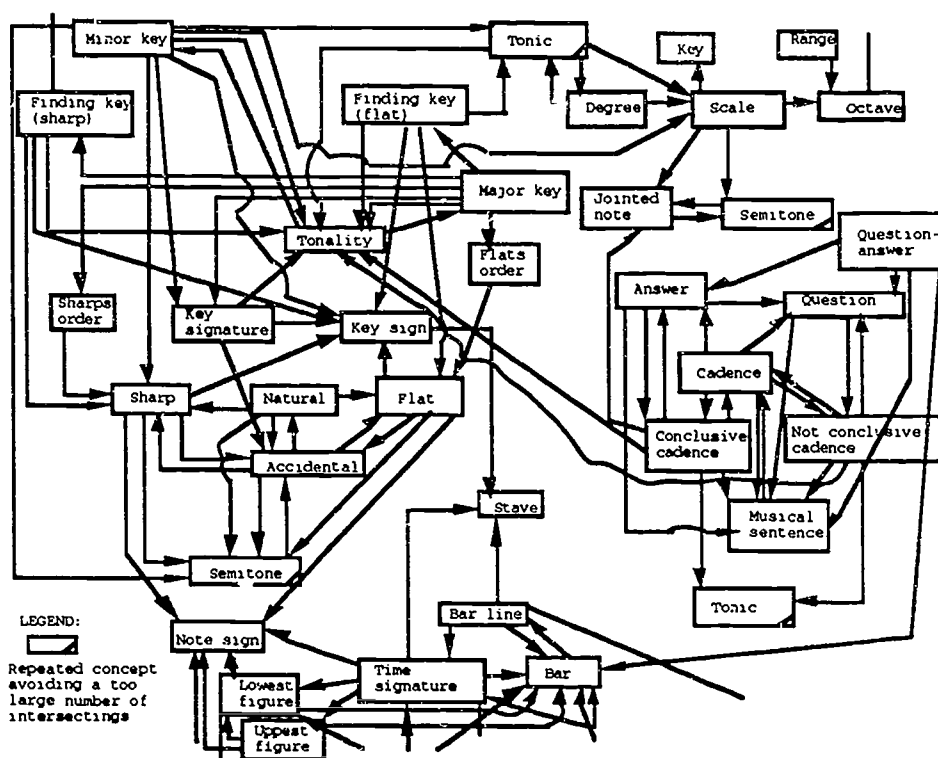 Minor key
Tonic
Key
Range
Finding key
(sharp)
Finding key
(flat)
Degree
Scale
Octave
Major key
Jointed
note
Semitone
Question-
answer
Tonality
Flats
order
Answer
Question
Sharps
order
Key
signature
Key sign
Cadence
Sharp
Natural
Flat
Conclusive
cadence
Not conclusive
cadence
Accidental
Stave
Musical
sentence
Semitone
Tonic
LEGEND:
Repeated concept
avoiding a too
large number of
intersectings
Note sign
Bar line
Time
signature
Bar
Lowest
figure
Uppest
figure